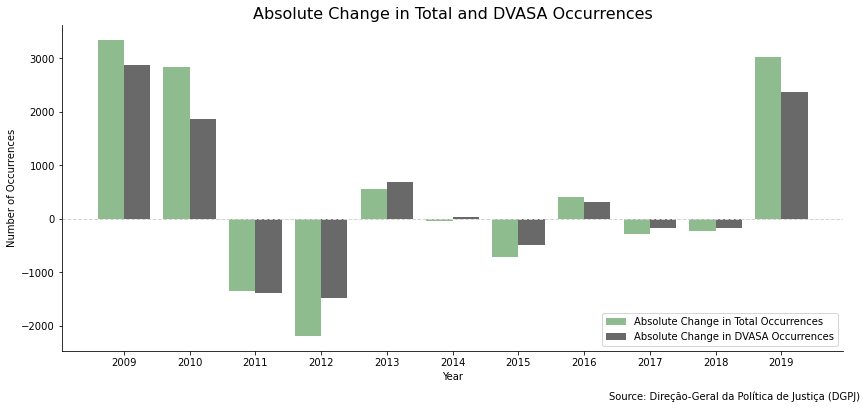 Absolute Change in Total and DVASA Occurrences
3000
2000
1000
0
−1000
−2000
Number of Occurrences
2009 2010 2011 2012 2013 2014 2015 2016 2017 2018 2019
Year
Absolute Change in Total Occurrences
Absolute Change in DVASA Occurrences
Source: Direção-Geral da Política de Justiça (DGPJ)